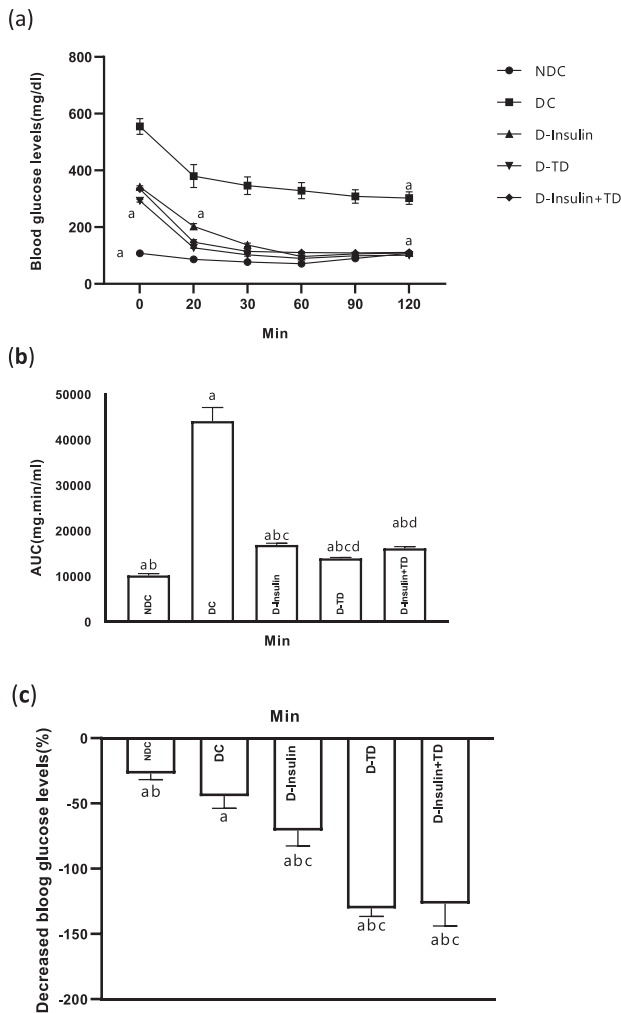 (a)
800
600
400
200
0
Blood glucose levels(mg/dl)
a
a
a
a
a
0 20 30 60 90 120
Min
NDC
DC
D-Insulin
D-TD
D-Insulin+TD
(b)
50000
40000
30000
20000
10000
0
AUC(mg.min/ml)
ab
a
abc
abcd
abd
NDC
DC
D-Insulin
D-TD
D-Insulin+TD
Min
(c)
Min
0
-50
-100
-150
-200
Decreased bloog glucose levels(%)
NDC
DC
D-Insulin
D-TD
D-Insulin+TD
ab
a
abc
abc
abc